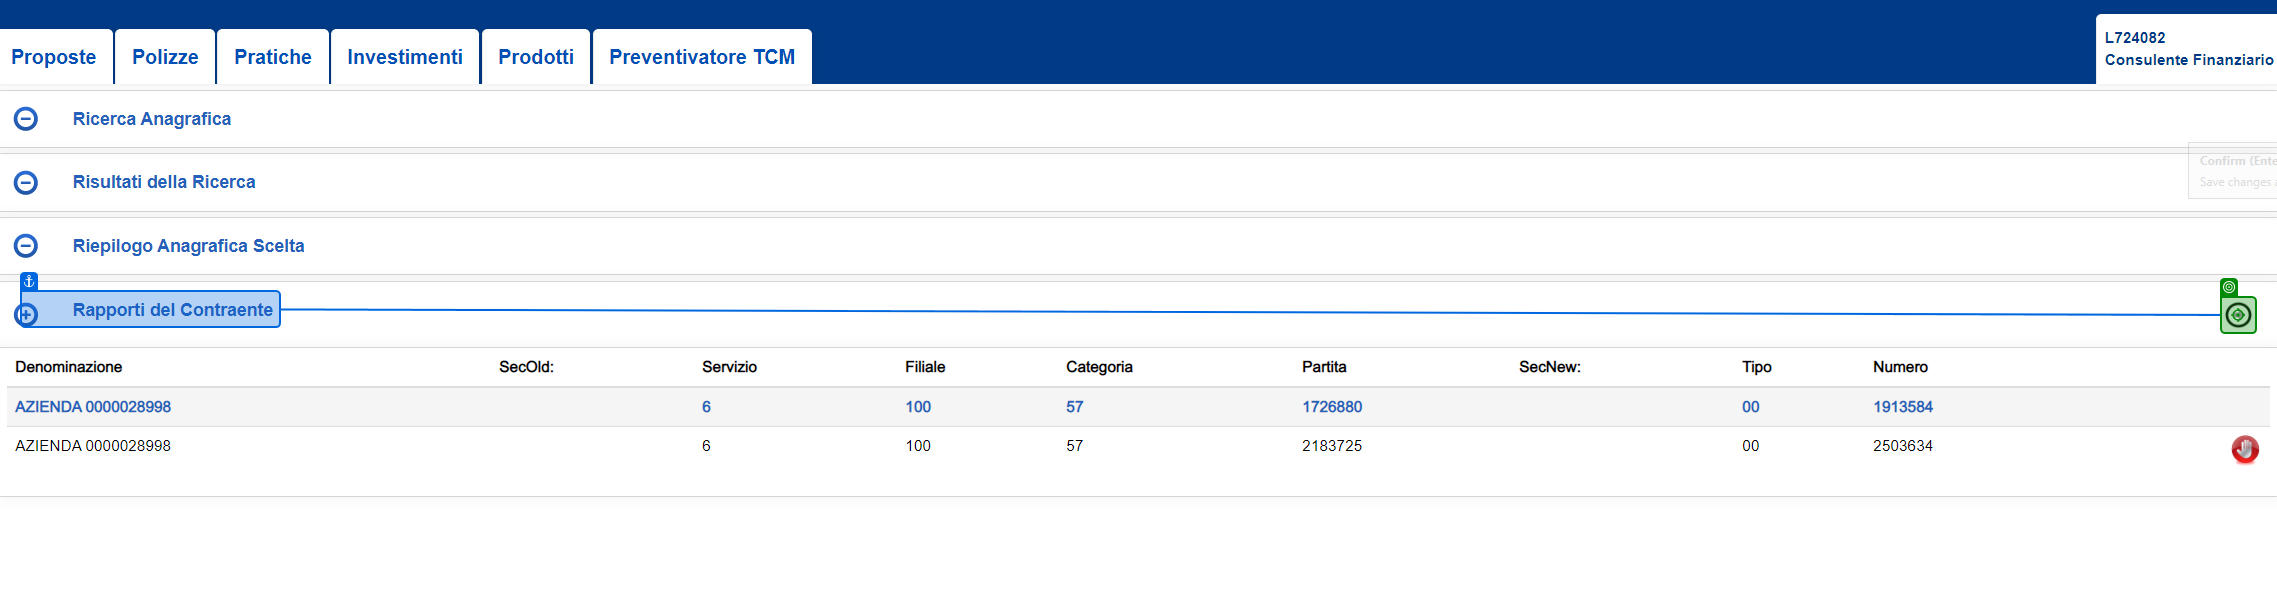 Proposte Polizze Pratiche Investimenti Prodotti Preventivatore TCM
L724082
Consulente Finanziario
Ricerca Anagrafica
Confirm (Ente
Save changes a
Risultati della Ricerca
Riepilogo Anagrafica Scelta
Rapporti del Contraente
Denominazione SecOld: Servizio Filiale Categoria Partita SecNew: Tipo Numero
AZIENDA 0000028998 6 100 57 1726880 00 1913584
AZIENDA 0000028998 6 100 57 2183725 00 2503634